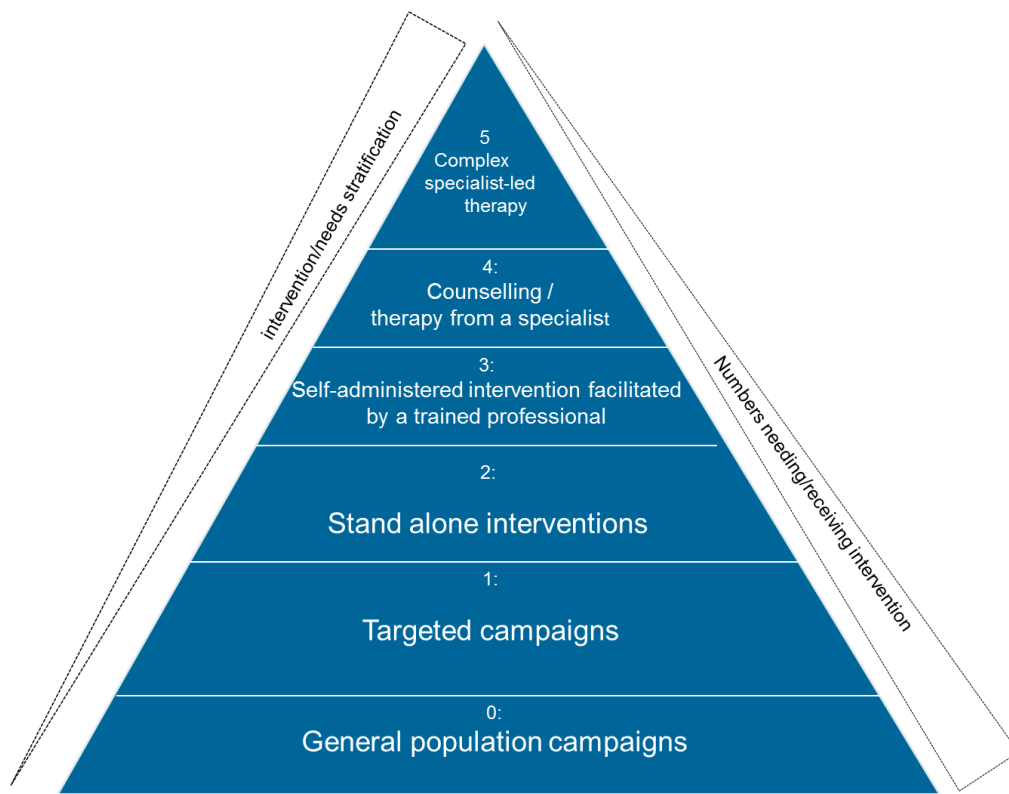 5
Complex
specialist-led
therapy
intervention/needs stratification
4:
Counselling /
therapy from a specialist
3:
Self-administered intervention facilitated
by a trained professional
Numbers needing/receiving intervention
2:
Stand alone interventions
1:
Targeted campaigns
0:
General population campaigns